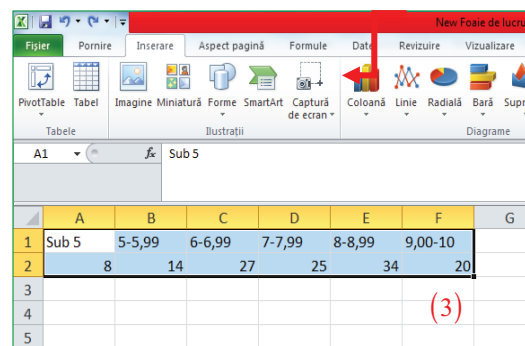 New Foaie de lucru
Fișier Pornire Inserare Aspect pagină Formule Date Revizuire Vizualizare
PivotTable Tabel Imagine Miniatură Forme SmartArt Captură de ecran Coloană Linie Radială Bară Supr
Tabele Ilustrații Diagrame
A1 fx Sub 5
A B C D E F G
1 Sub 5 5-5,99 6-6,99 7-7,99 8-8,99 9,00-10
2 8 14 27 25 34 20
3
4
5
(3)